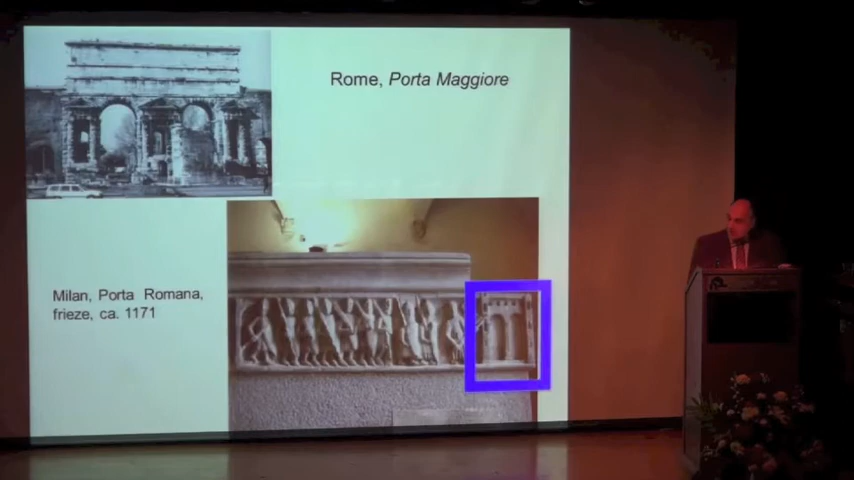 Rome, Porta Maggiore
Milan, Porta Romana,
frieze, ca. 1171